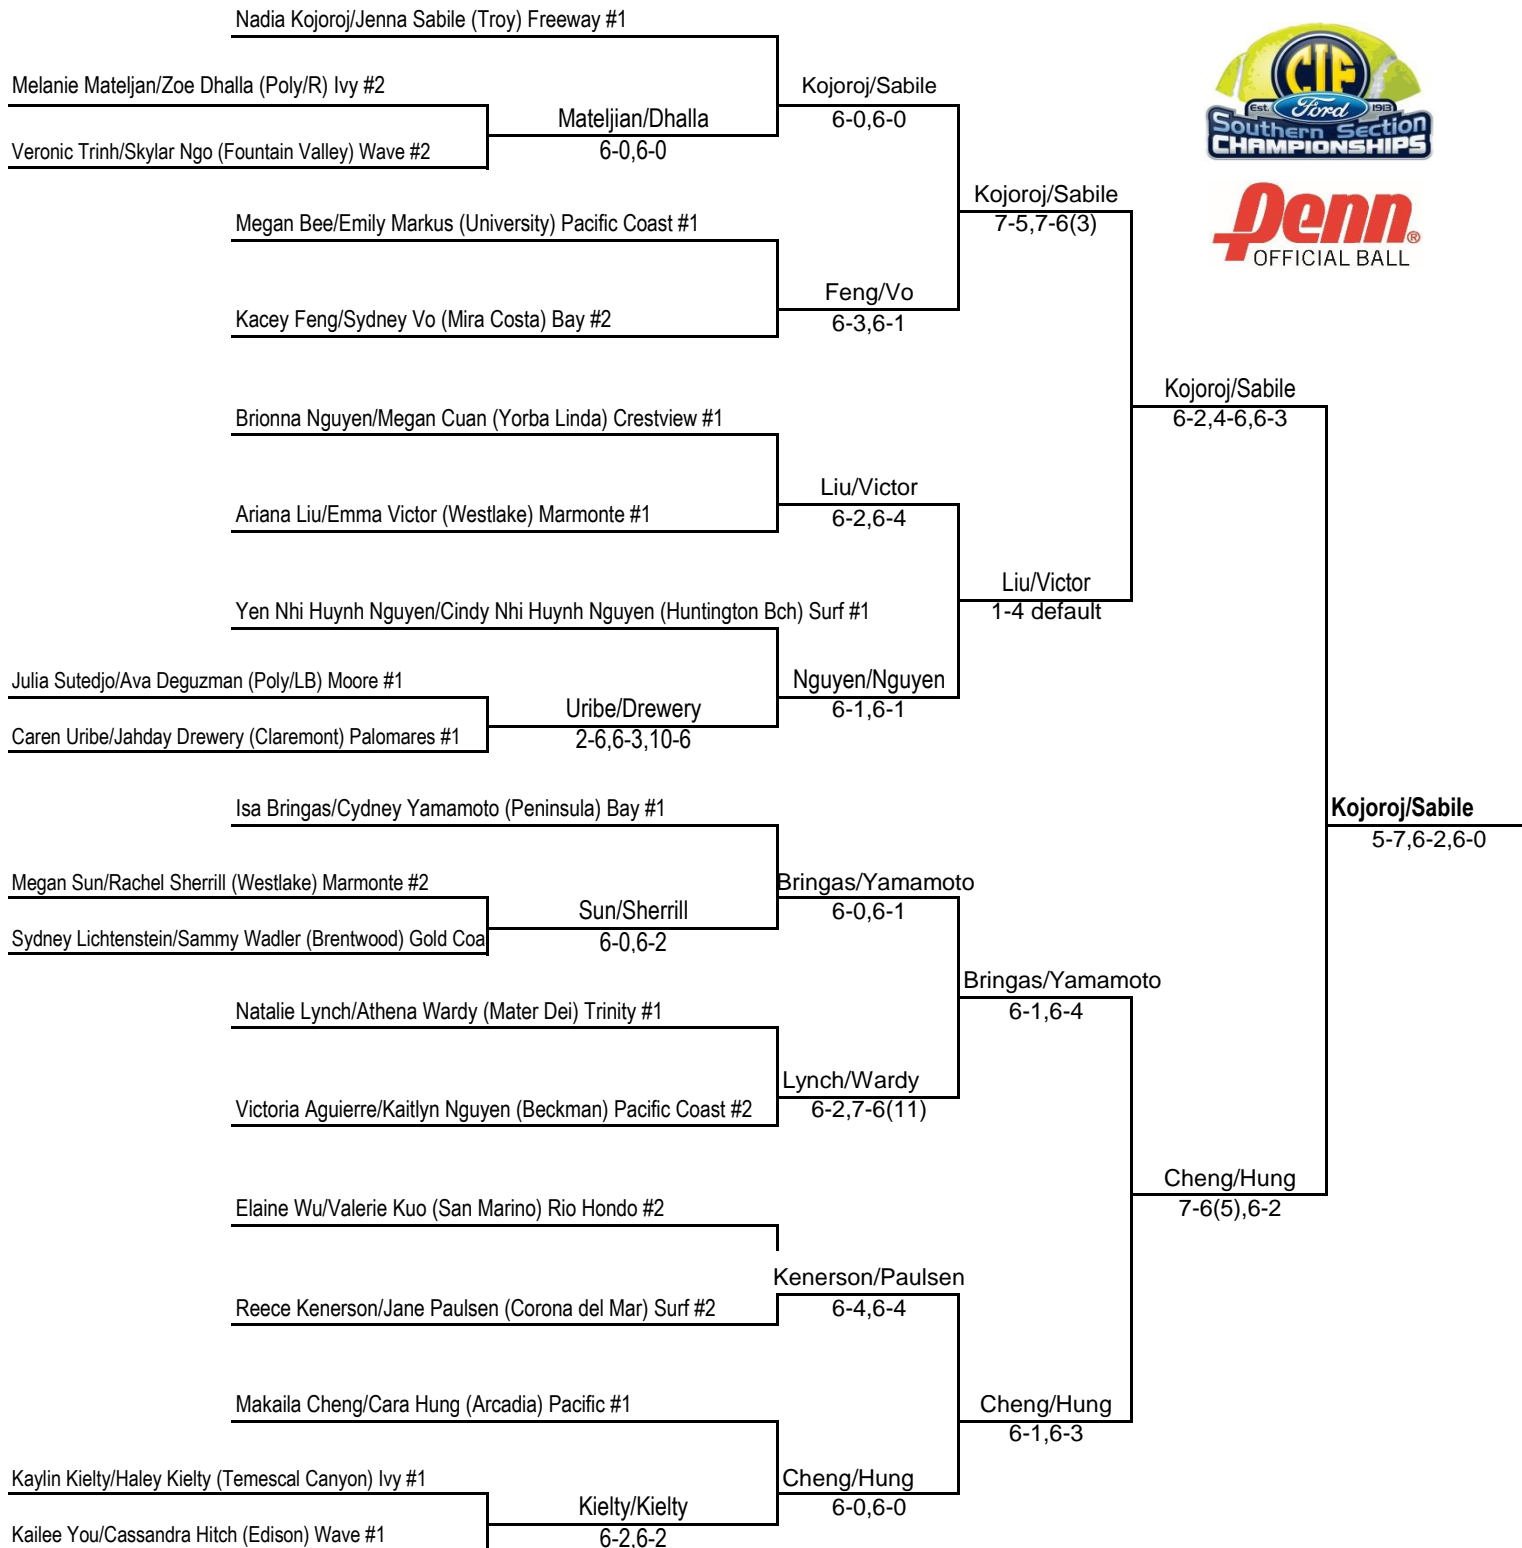 Nadia Kojoroj/Jenna Sabile (Troy) Freeway #1
Melanie Mateljan/Zoe Dhalla (Poly/R) Ivy #2
Kojoroj/Sabile
Mateljian/Dhalla
6-0,6-0
Veronic Trinh/Skylar Ngo (Fountain Valley) Wave #2
6-0,6-0
CIF
Est. Ford 1913
Southern Section
CHAMPIONSHIPS
Kojoroj/Sabile
7-5,7-6(3)
Penn®
OFFICIAL BALL
Megan Bee/Emily Markus (University) Pacific Coast #1
Feng/Vo
Kacey Feng/Sydney Vo (Mira Costa) Bay #2
6-3,6-1
Kojoroj/Sabile
6-2,4-6,6-3
Brionna Nguyen/Megan Cuan (Yorba Linda) Crestview #1
Liu/Victor
Ariana Liu/Emma Victor (Westlake) Marmonte #1
6-2,6-4
Liu/Victor
1-4 default
Yen Nhi Huynh Nguyen/Cindy Nhi Huynh Nguyen (Huntington Bch) Surf #1
Julia Sutedjo/Ava Deguzman (Poly/LB) Moore #1
Nguyen/Nguyen
Uribe/Drewery
6-1,6-1
Caren Uribe/Jahday Drewery (Claremont) Palomares #1
2-6,6-3,10-6
Isa Bringas/Cydney Yamamoto (Peninsula) Bay #1
Kojoroj/Sabile
5-7,6-2,6-0
Megan Sun/Rachel Sherrill (Westlake) Marmonte #2
Bringas/Yamamoto
Sun/Sherrill
6-0,6-1
Sydney Lichtenstein/Sammy Wadler (Brentwood) Gold Coa
6-0,6-2
Bringas/Yamamoto
6-1,6-4
Natalie Lynch/Athena Wardy (Mater Dei) Trinity #1
Lynch/Wardy
Victoria Aguierre/Kaitlyn Nguyen (Beckman) Pacific Coast #2
6-2,7-6(11)
Cheng/Hung
7-6(5),6-2
Elaine Wu/Valerie Kuo (San Marino) Rio Hondo #2
Kenerson/Paulsen
Reece Kenerson/Jane Paulsen (Corona del Mar) Surf #2
6-4,6-4
Makaila Cheng/Cara Hung (Arcadia) Pacific #1
Cheng/Hung
6-1,6-3
Kaylin Kielty/Haley Kielty (Temescal Canyon) Ivy #1
Cheng/Hung
Kielty/Kielty
6-0,6-0
Kailee You/Cassandra Hitch (Edison) Wave #1
6-2,6-2